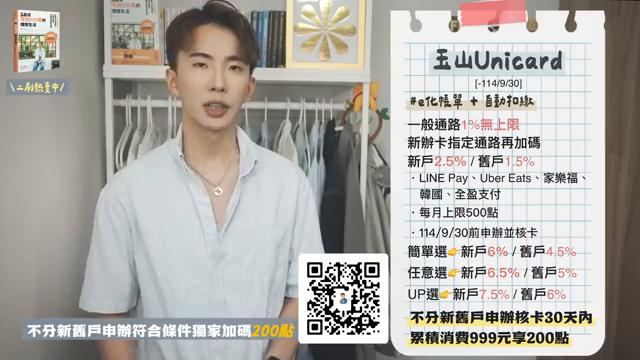 二刷熱賣中
玉山Unicard
[-114/9/30]
#e化帳單 + 自動扣繳
一般通路1%無上限
新辦卡指定通路再加碼
新戶2.5% / 舊戶1.5%
·LINE Pay、Uber Eats、家樂福、
韓國、全盈支付
·每月上限500點
·114/9/30前申辦並核卡
簡單選👉新戶6% / 舊戶4.5%
任意選👉新戶6.5% / 舊戶5%
UP選👉新戶7.5% / 舊戶6%
不分新舊戶申辦核卡30天內
累積消費999元享200點
不分新舊戶申辦符合條件獨家加碼200點